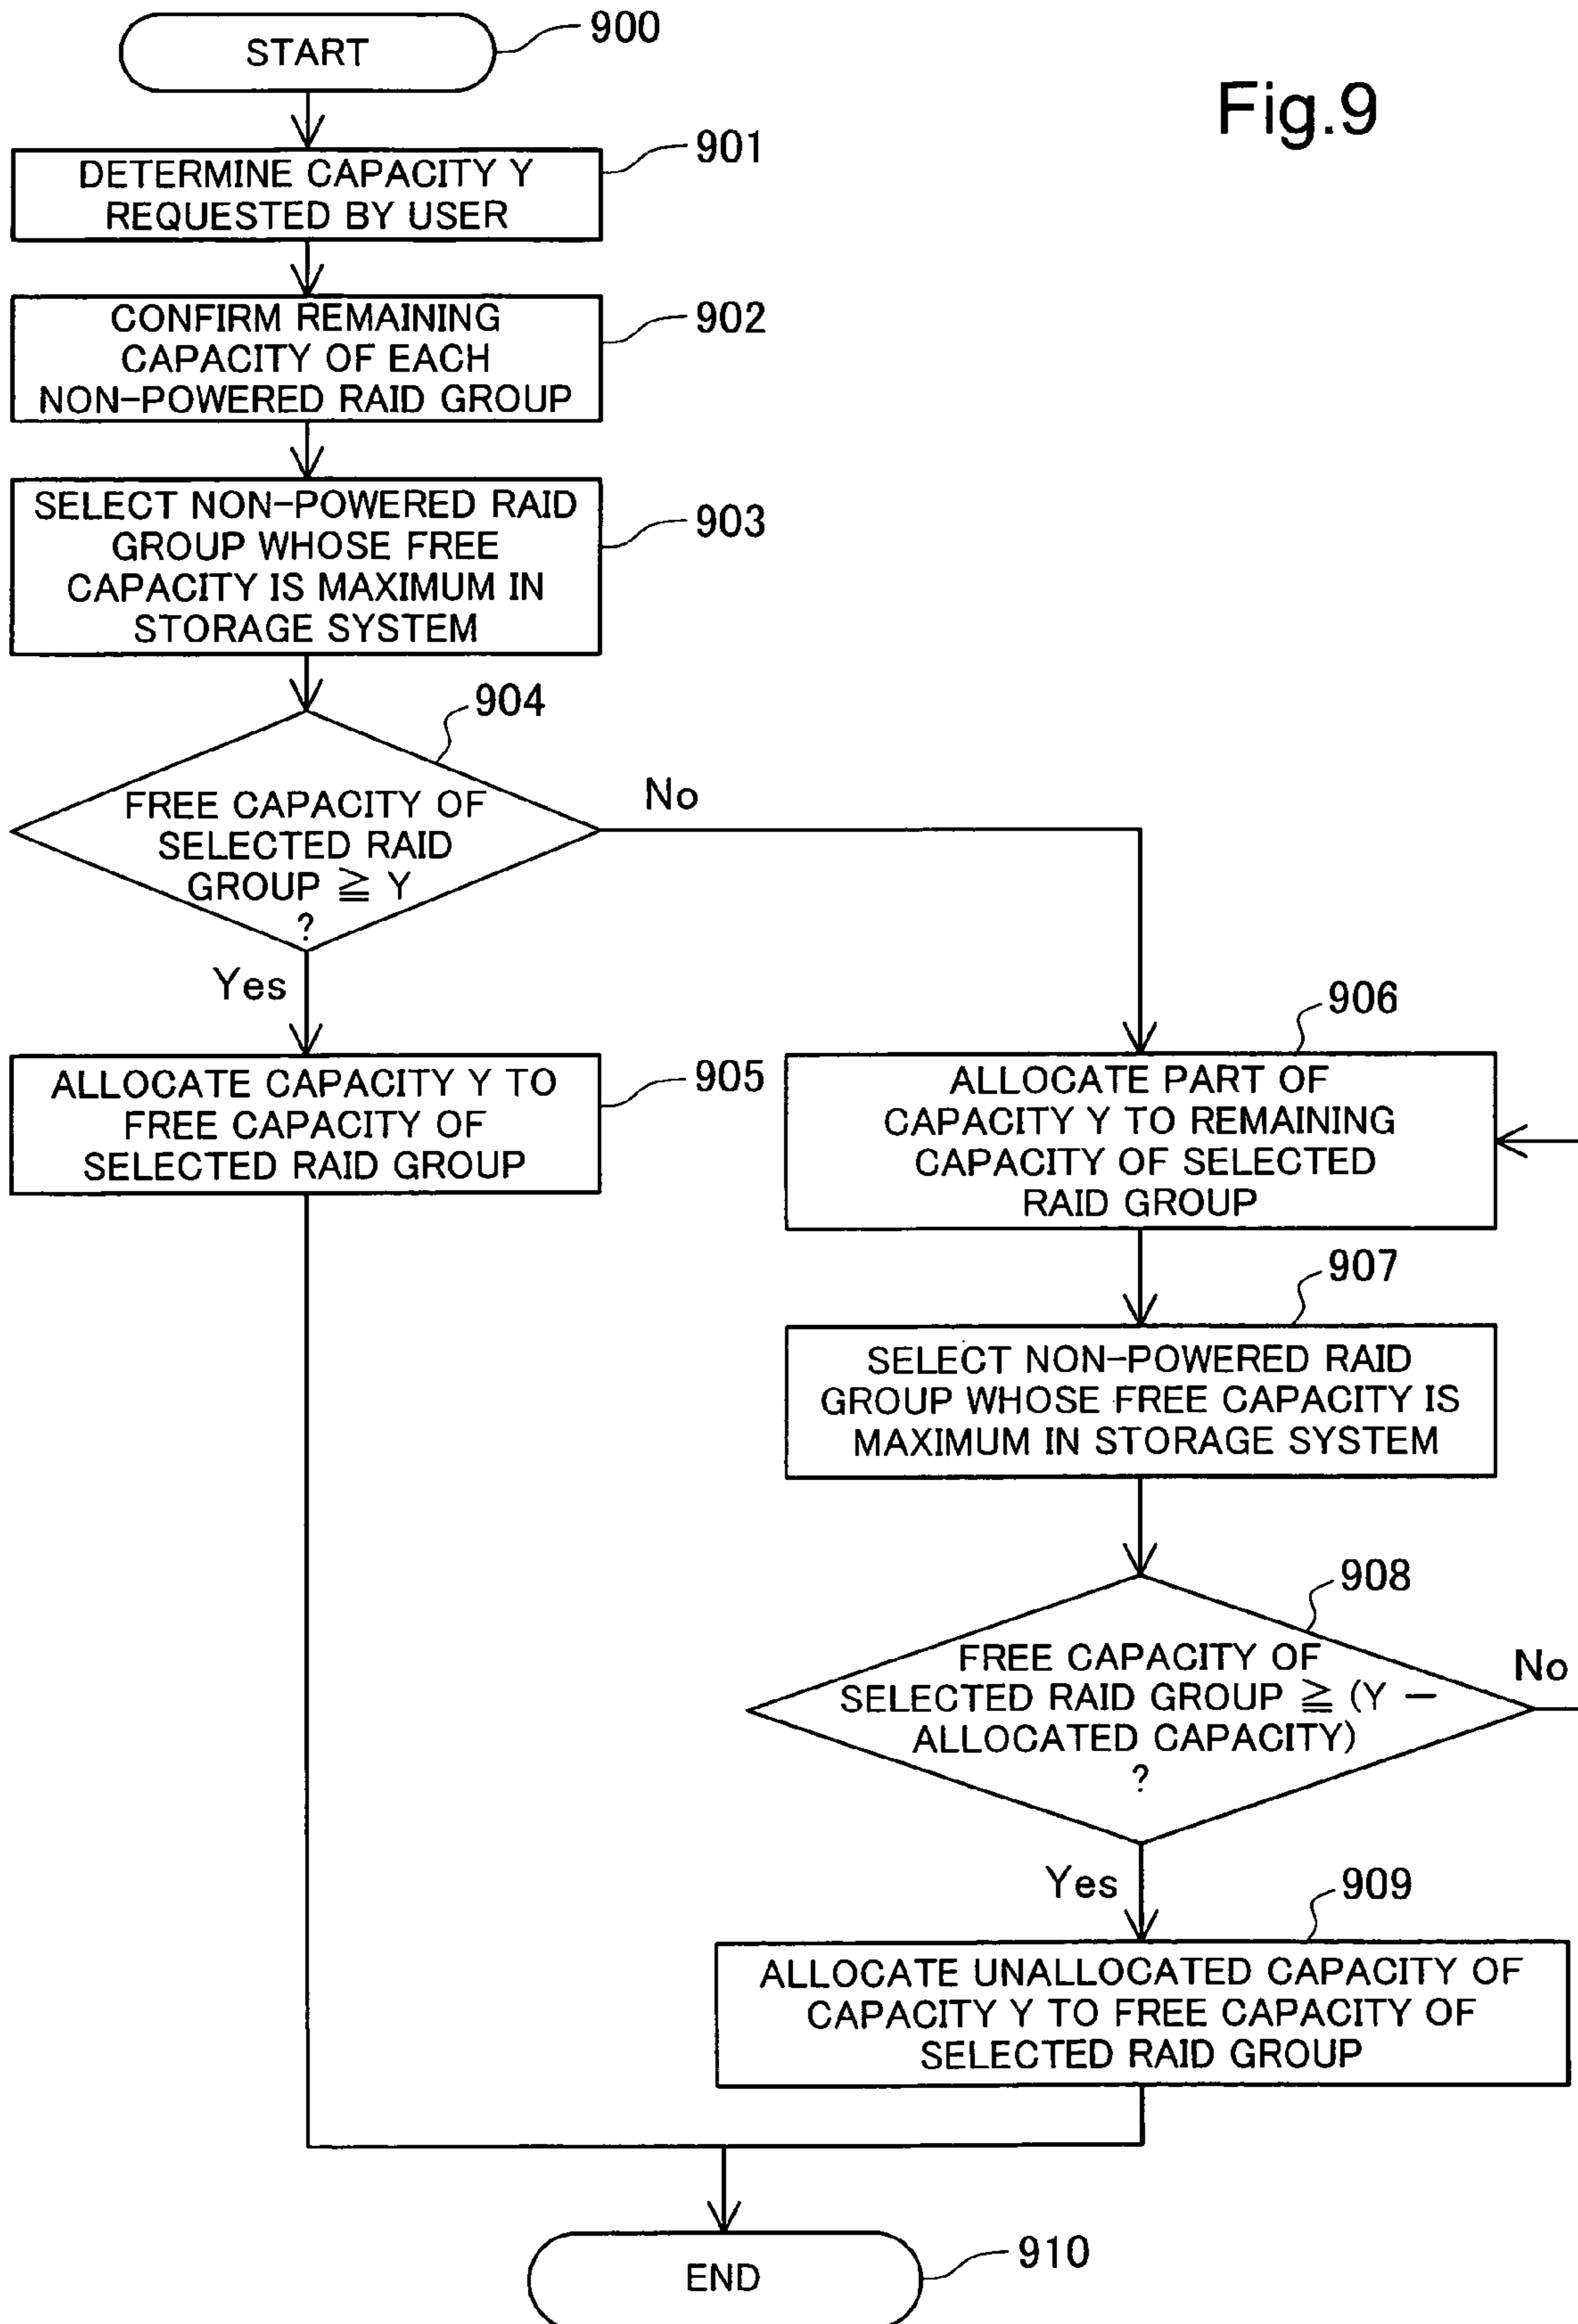 Fig.9
START
900
DETERMINE CAPACITY Y
REQUESTED BY USER
901
CONFIRM REMAINING
CAPACITY OF EACH
NON-POWERED RAID GROUP
902
SELECT NON-POWERED RAID
GROUP WHOSE FREE
CAPACITY IS MAXIMUM IN
STORAGE SYSTEM
903
904
FREE CAPACITY OF
SELECTED RAID
GROUP ≧ Y
?
No
Yes
ALLOCATE CAPACITY Y TO
FREE CAPACITY OF
SELECTED RAID GROUP
905
906
ALLOCATE PART OF
CAPACITY Y TO REMAINING
CAPACITY OF SELECTED
RAID GROUP
907
SELECT NON-POWERED RAID
GROUP WHOSE FREE CAPACITY IS
MAXIMUM IN STORAGE SYSTEM
908
FREE CAPACITY OF
SELECTED RAID GROUP ≧ (Y −
ALLOCATED CAPACITY)
?
No
Yes
909
ALLOCATE UNALLOCATED CAPACITY OF
CAPACITY Y TO FREE CAPACITY OF
SELECTED RAID GROUP
END
910